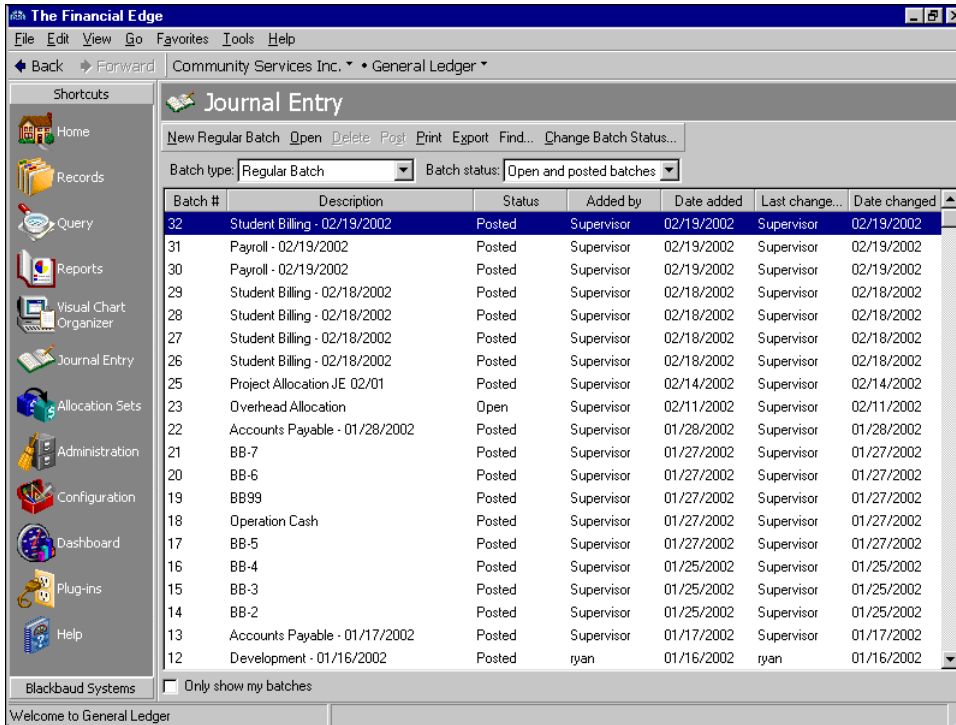 The Financial Edge
File Edit View Go Favorites Tools Help
Back Forward Community Services Inc. • General Ledger
Shortcuts
Home
Records
Query
Reports
Visual Chart
Organizer
Journal Entry
Allocation Sets
Administration
Configuration
Dashboard
Plug-ins
Help
Blackbaud Systems
Journal Entry
New Regular Batch Open Delete Post Print Export Find... Change Batch Status...
Batch type: Regular Batch Batch status: Open and posted batches
Batch # Description Status Added by Date added Last change... Date changed
32 Student Billing - 02/19/2002 Posted Supervisor 02/19/2002 Supervisor 02/19/2002
31 Payroll - 02/19/2002 Posted Supervisor 02/19/2002 Supervisor 02/19/2002
30 Payroll - 02/19/2002 Posted Supervisor 02/19/2002 Supervisor 02/19/2002
29 Student Billing - 02/18/2002 Posted Supervisor 02/18/2002 Supervisor 02/18/2002
28 Student Billing - 02/18/2002 Posted Supervisor 02/18/2002 Supervisor 02/18/2002
27 Student Billing - 02/18/2002 Posted Supervisor 02/18/2002 Supervisor 02/18/2002
26 Student Billing - 02/18/2002 Posted Supervisor 02/18/2002 Supervisor 02/18/2002
25 Project Allocation JE 02/01 Posted Supervisor 02/14/2002 Supervisor 02/14/2002
23 Overhead Allocation Open Supervisor 02/11/2002 Supervisor 02/11/2002
22 Accounts Payable - 01/28/2002 Posted Supervisor 01/28/2002 Supervisor 01/28/2002
21 BB-7 Posted Supervisor 01/27/2002 Supervisor 01/27/2002
20 BB-6 Posted Supervisor 01/27/2002 Supervisor 01/27/2002
19 BB99 Posted Supervisor 01/27/2002 Supervisor 01/27/2002
18 Operation Cash Posted Supervisor 01/27/2002 Supervisor 01/27/2002
17 BB-5 Posted Supervisor 01/27/2002 Supervisor 01/27/2002
16 BB-4 Posted Supervisor 01/25/2002 Supervisor 01/25/2002
15 BB-3 Posted Supervisor 01/25/2002 Supervisor 01/25/2002
14 BB-2 Posted Supervisor 01/25/2002 Supervisor 01/25/2002
13 Accounts Payable - 01/17/2002 Posted Supervisor 01/17/2002 Supervisor 01/17/2002
12 Development - 01/16/2002 Posted ryan 01/16/2002 ryan 01/16/2002
Only show my batches
Welcome to General Ledger